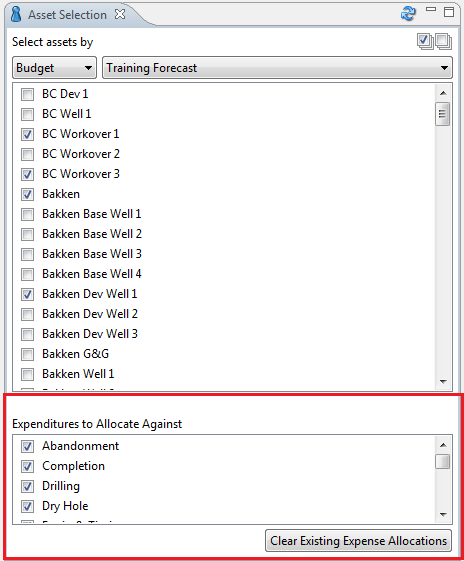 Asset Selection
Select assets by
Budget Training Forecast
BC Dev 1
BC Well 1
BC Workover 1
BC Workover 2
BC Workover 3
Bakken
Bakken Base Well 1
Bakken Base Well 2
Bakken Base Well 3
Bakken Base Well 4
Bakken Dev Well 1
Bakken Dev Well 2
Bakken Dev Well 3
Bakken G&G
Bakken Well 1
Expenditures to Allocate Against
Abandonment
Completion
Drilling
Dry Hole
Clear Existing Expense Allocations